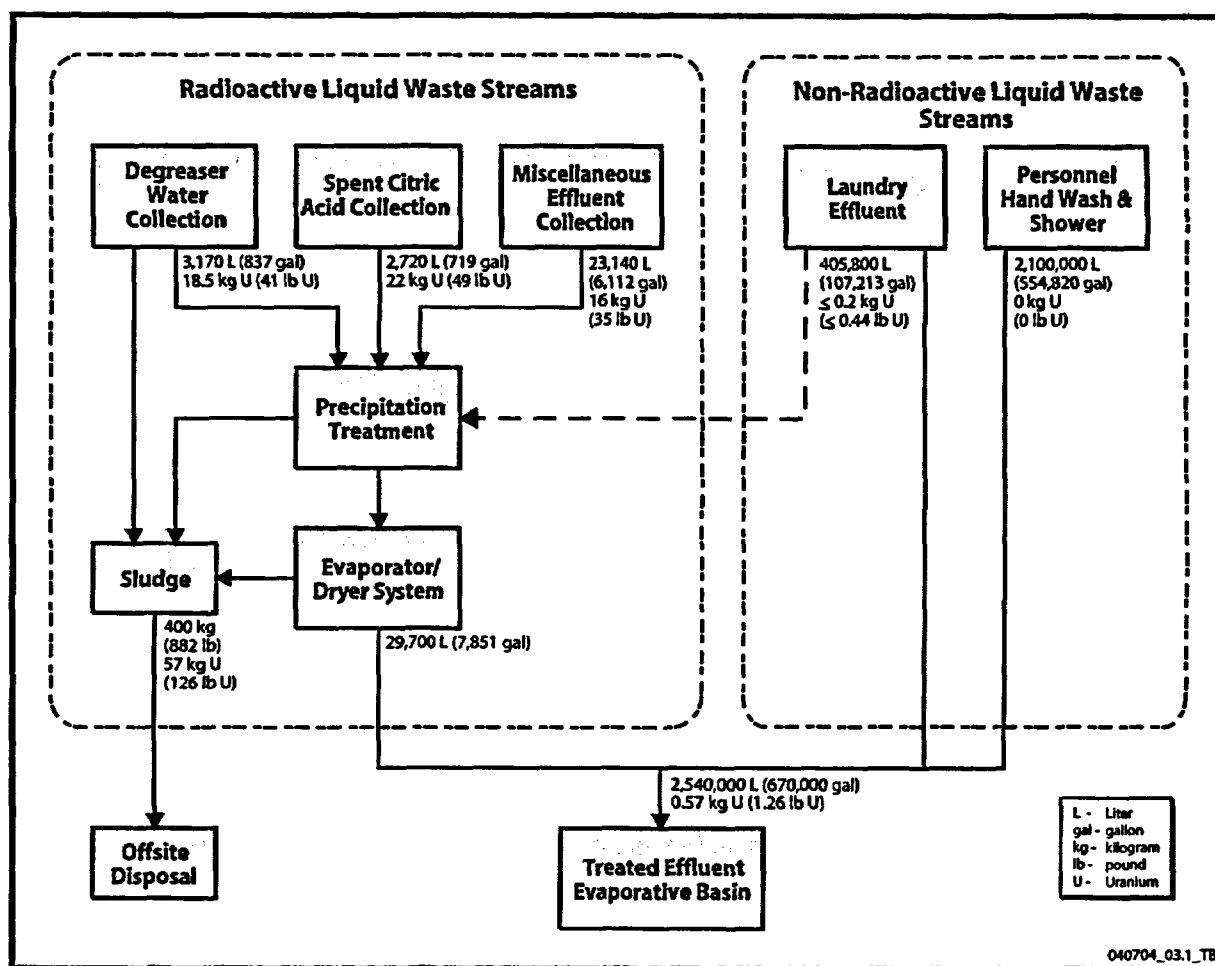 Radioactive Liquid Waste Streams
Non-Radioactive Liquid Waste
Streams
Degreaser
Water
Collection
Spent Citric
Acid Collection
Miscellaneous
Effluent
Collection
Laundry
Effluent
Personnel
Hand Wash &
Shower
3,170 L (837 gal)
18.5 kg U (41 lb U)
2,720 L (719 gal)
22 kg U (49 lb U)
23,140 L
(6,112 gal)
16 kg U
(35 lb U)
405,800 L
(107,213 gal)
≤ 0.2 kg U
(≤ 0.44 lb U)
2,100,000 L
(554,820 gal)
0 kg U
(0 lb U)
Precipitation
Treatment
Sludge
Evaporator/
Dryer System
400 kg
(882 lb)
57 kg U
(126 lb U)
29,700 L (7,851 gal)
2,540,000 L (670,000 gal)
0.57 kg U (1.26 lb U)
Offsite
Disposal
Treated Effluent
Evaporative Basin
L - Liter
gal - gallon
kg - kilogram
lb - pound
U - Uranium
040704_03.1_TB